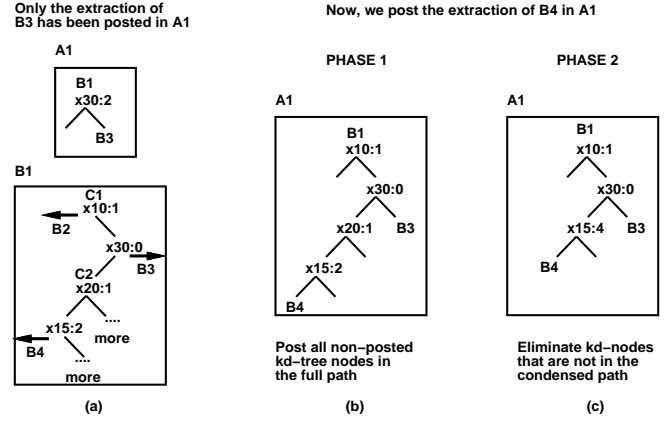 Only the extraction of
B3 has been posted in A1
A1
B1
x30:2
B3
B1
C1
x10:1
B2
x30:0
B3
C2
x20:1
....
more
x15:2
B4
....
more
(a)
Now, we post the extraction of B4 in A1
PHASE 1
A1
B1
x10:1
x30:0
x20:1
B3
x15:2
B4
Post all non−posted
kd−tree nodes in
the full path
(b)
PHASE 2
A1
B1
x10:1
x30:0
x15:4
B3
B4
Eliminate kd−nodes
that are not in the
condensed path
(c)